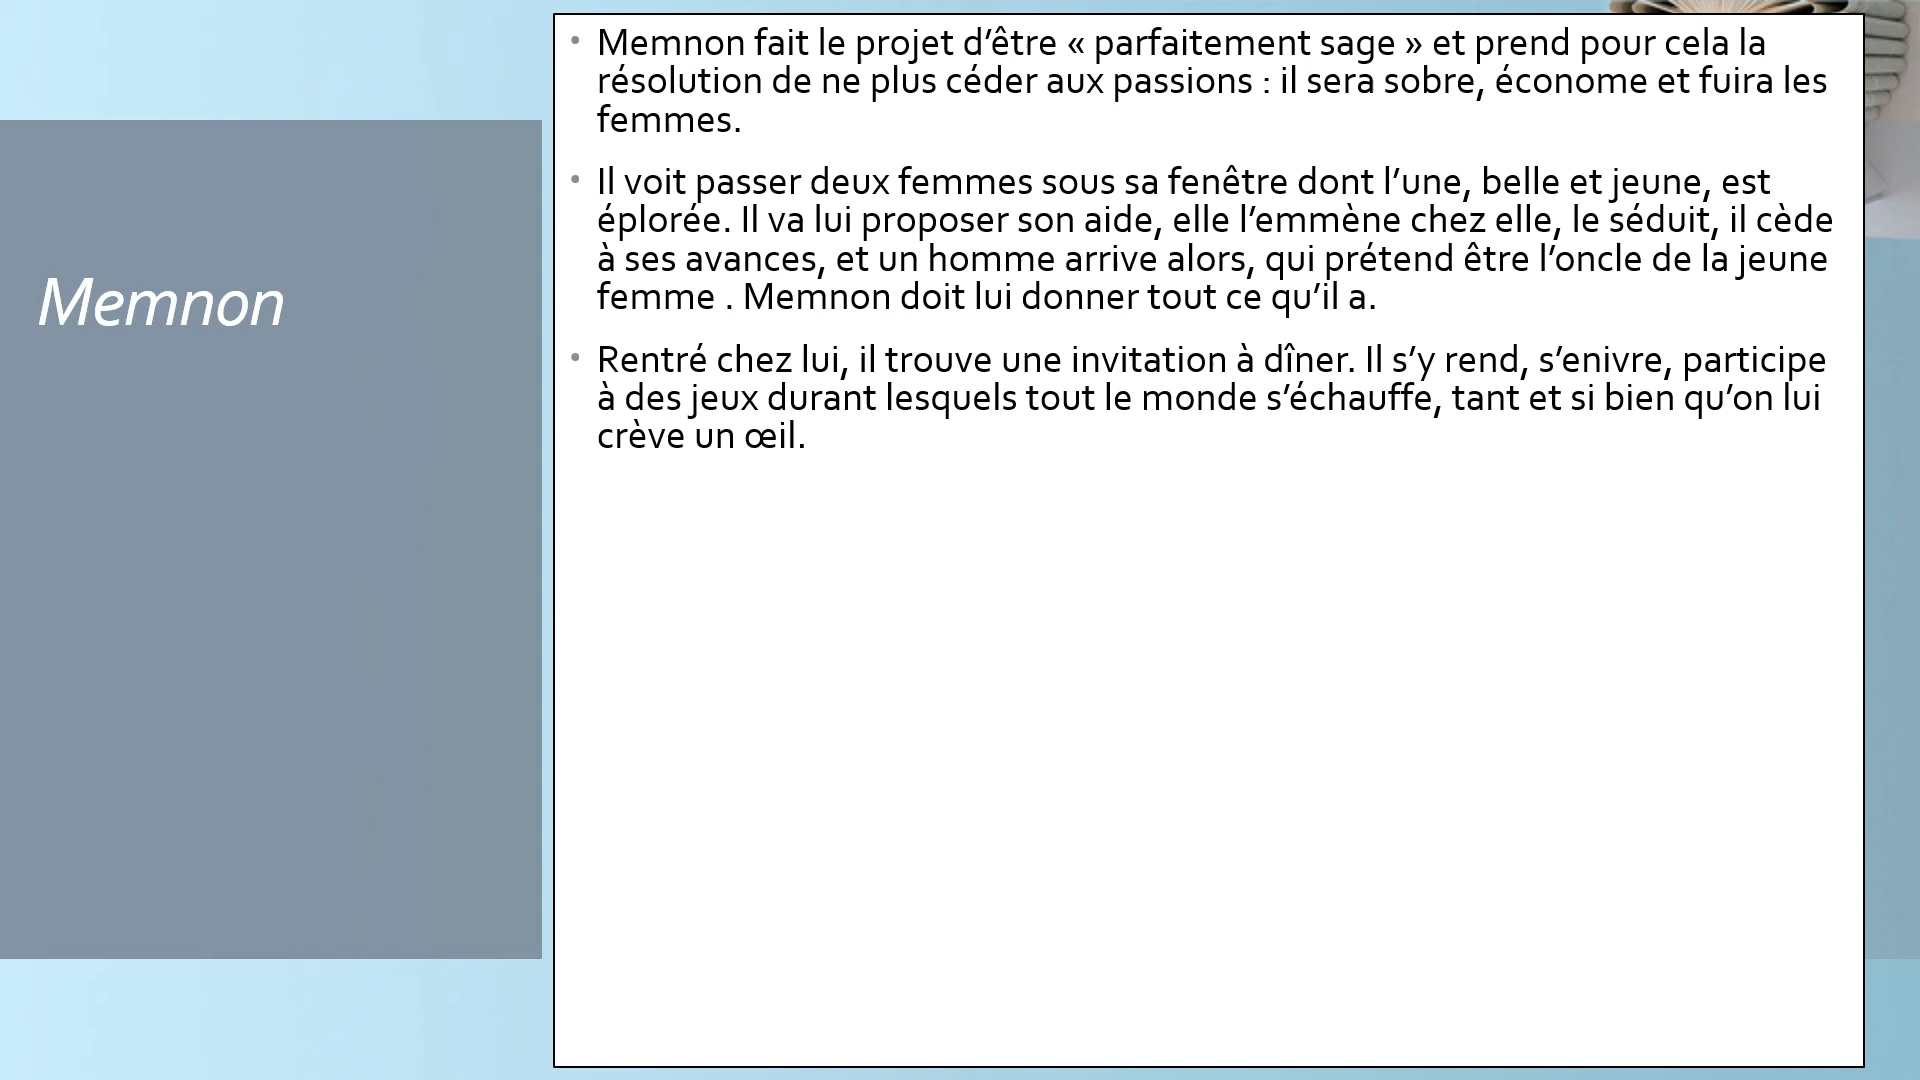 Memnon
• Memnon fait le projet d’être « parfaitement sage » et prend pour cela la
résolution de ne plus céder aux passions : il sera sobre, économe et fuira les
femmes.
• Il voit passer deux femmes sous sa fenêtre dont l’une, belle et jeune, est
éplorée. Il va lui proposer son aide, elle l’emmène chez elle, le séduit, il cède
à ses avances, et un homme arrive alors, qui prétend être l’oncle de la jeune
femme . Memnon doit lui donner tout ce qu’il a.
• Rentré chez lui, il trouve une invitation à dîner. Il s’y rend, s’enivre, participe
à des jeux durant lesquels tout le monde s’échauffe, tant et si bien qu’on lui
crève un œil.